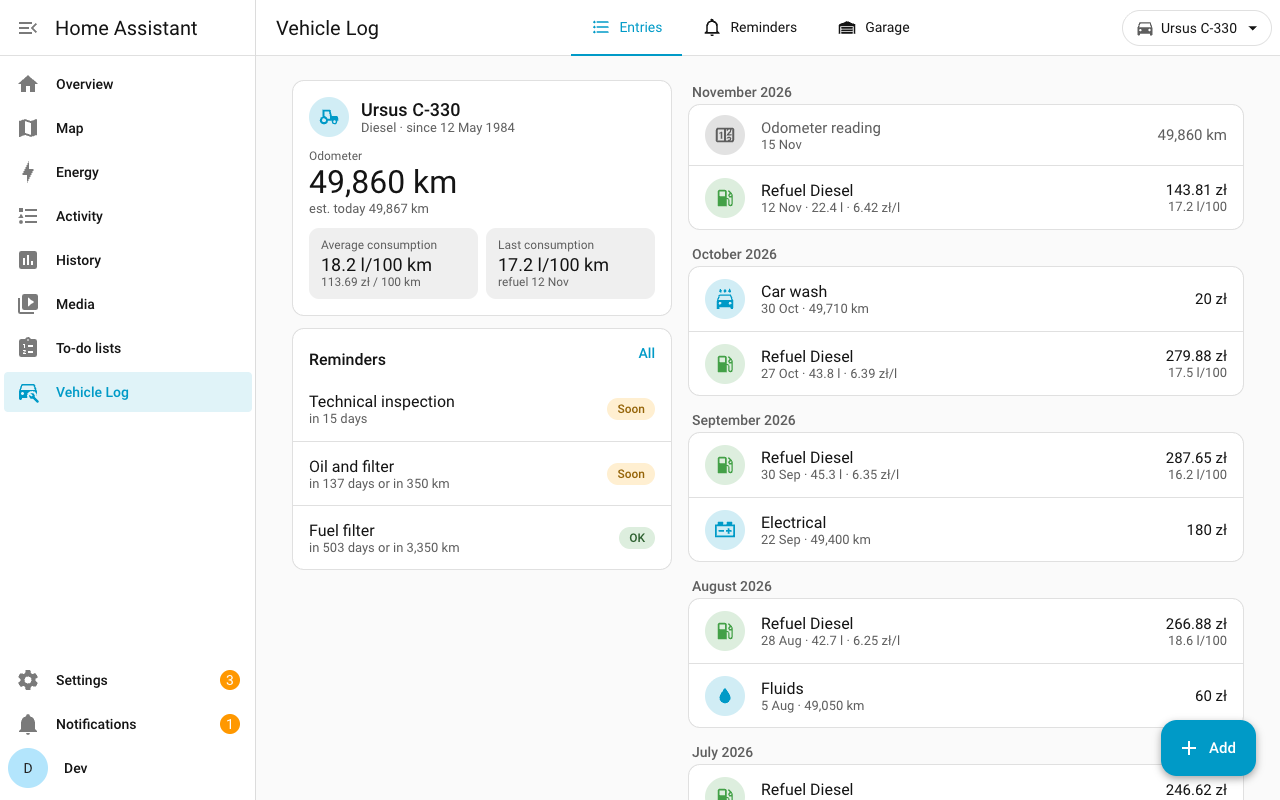 Home Assistant
Overview
Map
Energy
Activity
History
Media
To-do lists
Vehicle Log
Settings
3
Notifications
1
D
Dev
Vehicle Log
Entries
Reminders
Garage
Ursus C-330
Ursus C-330
Diesel · since 12 May 1984
Odometer
49,860 km
est. today 49,867 km
Average consumption
18.2 l/100 km
113.69 zł / 100 km
Last consumption
17.2 l/100 km
refuel 12 Nov
Reminders
All
Technical inspection
in 15 days
Soon
Oil and filter
in 137 days or in 350 km
Soon
Fuel filter
in 503 days or in 3,350 km
OK
November 2026
Odometer reading
15 Nov
49,860 km
Refuel Diesel
12 Nov · 22.4 l · 6.42 zł/l
143.81 zł
17.2 l/100
October 2026
Car wash
30 Oct · 49,710 km
20 zł
Refuel Diesel
27 Oct · 43.8 l · 6.39 zł/l
279.88 zł
17.5 l/100
September 2026
Refuel Diesel
30 Sep · 45.3 l · 6.35 zł/l
287.65 zł
16.2 l/100
Electrical
22 Sep · 49,400 km
180 zł
August 2026
Refuel Diesel
28 Aug · 42.7 l · 6.25 zł/l
266.88 zł
18.6 l/100
Fluids
5 Aug · 49,050 km
60 zł
July 2026
Refuel Diesel
246.62 zł
Add